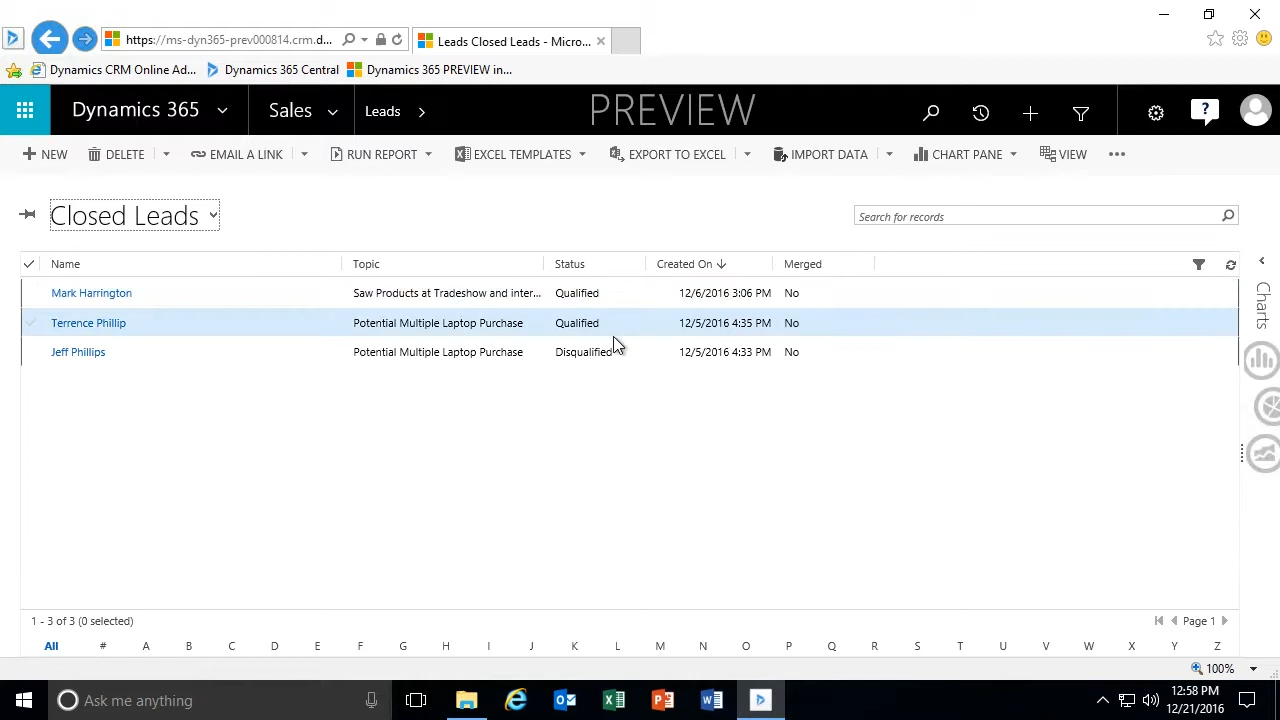 https://ms-dyn365-prev000814.crm.d...
Leads Closed Leads - Micro...
Dynamics CRM Online Ad...
Dynamics 365 Central
Dynamics 365 PREVIEW in...
Dynamics 365
Sales
Leads
PREVIEW
?
NEW
DELETE
EMAIL A LINK
RUN REPORT
EXCEL TEMPLATES
EXPORT TO EXCEL
IMPORT DATA
CHART PANE
VIEW
Closed Leads
Search for records
Name Topic Status Created On Merged
Mark Harrington Saw Products at Tradeshow and inter... Qualified 12/6/2016 3:06 PM No
Terrence Phillip Potential Multiple Laptop Purchase Qualified 12/5/2016 4:35 PM No
Jeff Phillips Potential Multiple Laptop Purchase Disqualified 12/5/2016 4:33 PM No
Charts
1 - 3 of 3 (0 selected)
Page 1
All # A B C D E F G H I J K L M N O P Q R S T U V W X Y Z
100%
Ask me anything
12:58 PM
12/21/2016